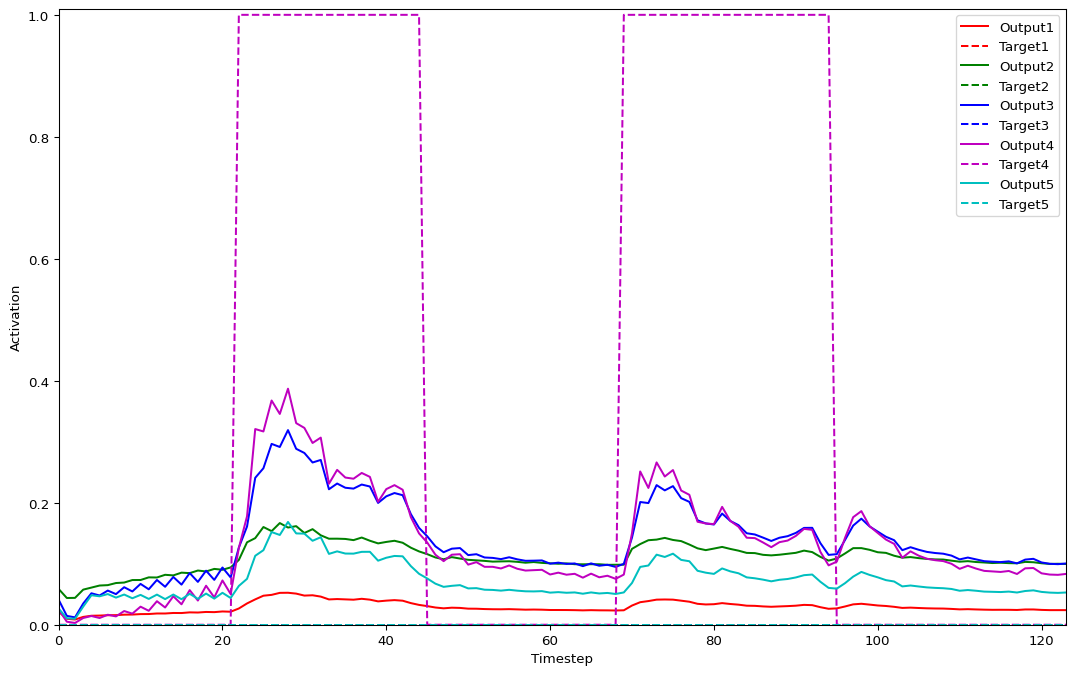 1.0
0.8
0.6
0.4
0.2
0.0
Activation
0
20
40
60
80
100
120
Timestep
Output1
Target1
Output2
Target2
Output3
Target3
Output4
Target4
Output5
Target5